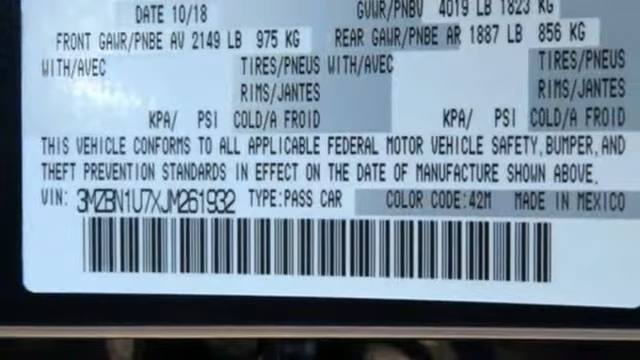 DATE 10/18 GVWR/PNBV 4019 LB 1823 KG
FRONT GAWR/PNBE AV 2149 LB 975 KG REAR GAWR/PNBE AR 1887 LB 856 KG
WITH/AVEC TIRES/PNEUS WITH/AVEC TIRES/PNEUS
RIMS/JANTES RIMS/JANTES
KPA/ PSI COLD/A FROID KPA/ PSI COLD/A FROID
THIS VEHICLE CONFORMS TO ALL APPLICABLE FEDERAL MOTOR VEHICLE SAFETY,BUMPER,AND
THEFT PREVENTION STANDARDS IN EFFECT ON THE DATE OF MANUFACTURE SHOWN ABOVE.
VIN: 3MZBN1U7XJM261932 TYPE:PASS CAR COLOR CODE:42M MADE IN MEXICO